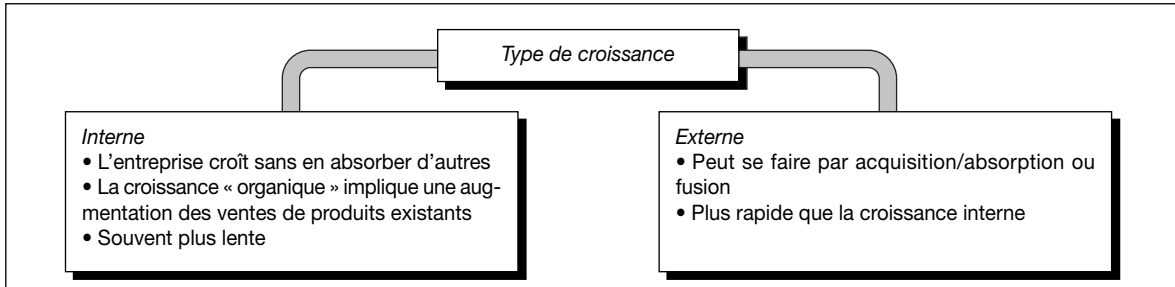 Type de croissance
Interne
• L'entreprise croît sans en absorber d'autres
• La croissance « organique » implique une aug-
mentation des ventes de produits existants
• Souvent plus lente
Externe
• Peut se faire par acquisition/absorption ou
fusion
• Plus rapide que la croissance interne